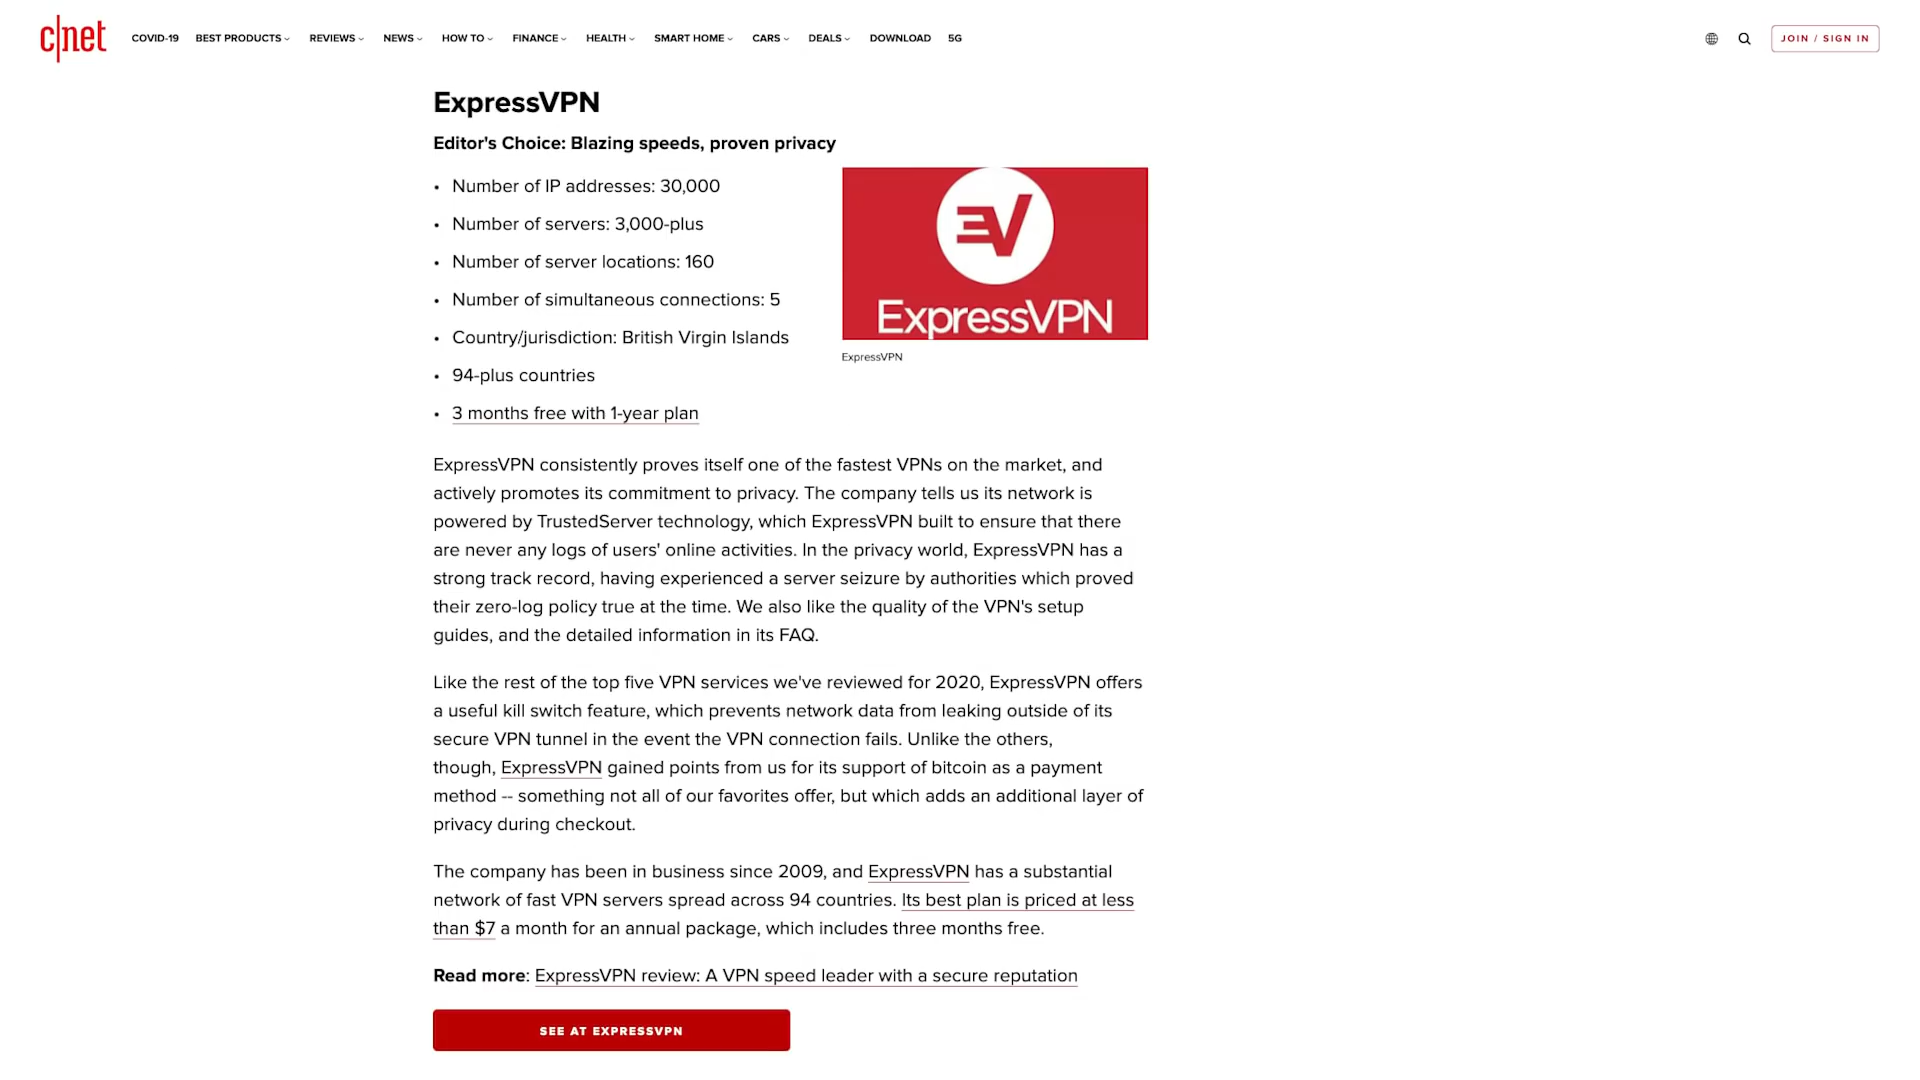 c|net COVID-19 BEST PRODUCTS REVIEWS NEWS HOW TO FINANCE HEALTH SMART HOME CARS DEALS DOWNLOAD 5G JOIN / SIGN IN
ExpressVPN
Editor's Choice: Blazing speeds, proven privacy
• Number of IP addresses: 30,000
• Number of servers: 3,000-plus
• Number of server locations: 160
• Number of simultaneous connections: 5
• Country/jurisdiction: British Virgin Islands
• 94-plus countries
• 3 months free with 1-year plan
EV
ExpressVPN
ExpressVPN
ExpressVPN consistently proves itself one of the fastest VPNs on the market, and
actively promotes its commitment to privacy. The company tells us its network is
powered by TrustedServer technology, which ExpressVPN built to ensure that there
are never any logs of users' online activities. In the privacy world, ExpressVPN has a
strong track record, having experienced a server seizure by authorities which proved
their zero-log policy true at the time. We also like the quality of the VPN's setup
guides, and the detailed information in its FAQ.
Like the rest of the top five VPN services we've reviewed for 2020, ExpressVPN offers
a useful kill switch feature, which prevents network data from leaking outside of its
secure VPN tunnel in the event the VPN connection fails. Unlike the others,
though, ExpressVPN gained points from us for its support of bitcoin as a payment
method -- something not all of our favorites offer, but which adds an additional layer of
privacy during checkout.
The company has been in business since 2009, and ExpressVPN has a substantial
network of fast VPN servers spread across 94 countries. Its best plan is priced at less
than $7 a month for an annual package, which includes three months free.
Read more: ExpressVPN review: A VPN speed leader with a secure reputation
SEE AT EXPRESSVPN